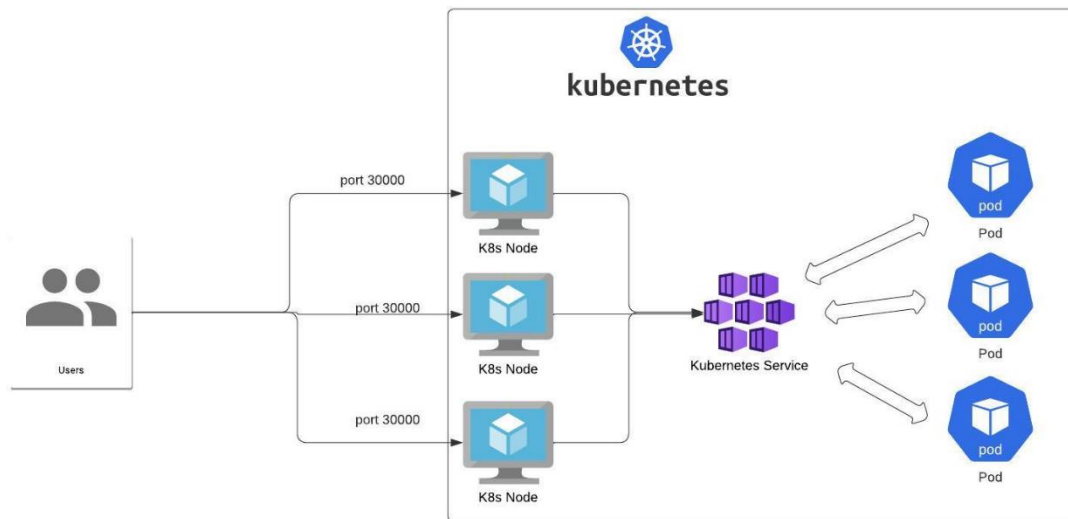 kubernetes
port 30000
K8s Node
pod
Pod
port 30000
K8s Node
Users
Kubernetes Service
pod
Pod
port 30000
K8s Node
pod
Pod